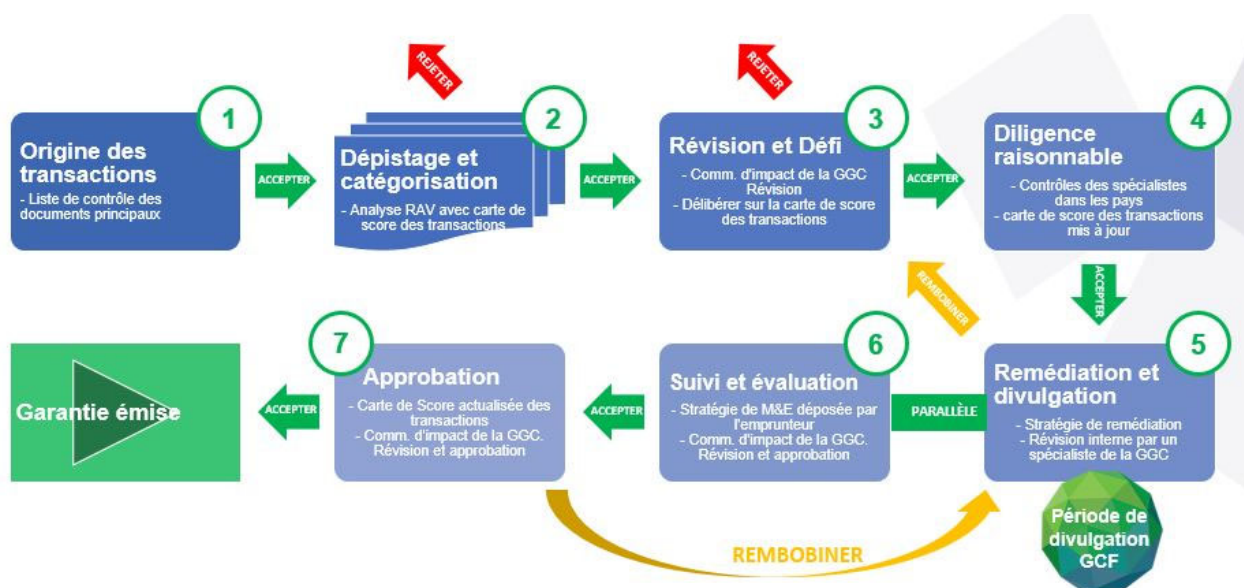 REJETER
REJETER
1
Origine des
transactions
- Liste de contrôle des
documents principaux
ACCEPTER
2
Dépistage et
catégorisation
- Analyse RAV avec carte de
score des transactions
ACCEPTER
3
Révision et Défi
- Comm. d'impact de la GGC
Révision
- Délibérer sur la carte de score
des transactions
ACCEPTER
4
Diligence
raisonnable
- Contrôles des spécialistes
dans les pays
- carte de score des transactions
mis à jour
ACCEPTER
REMBOBINER
5
Remédiation et
divulgation
- Stratégie de remédiation
- Révision interne par un
spécialiste de la GGC
Période de
divulgation
GCF
PARALLÈLE
6
Suivi et évaluation
- Stratégie de M&E déposée par
l'emprunteur
- Comm. d'impact de la GGC.
Révision et approbation
ACCEPTER
7
Approbation
- Carte de Score actualisée des
transactions
- Comm. d'impact de la GGC.
Révision et approbation
ACCEPTER
Garantie émise
REMBOBINER